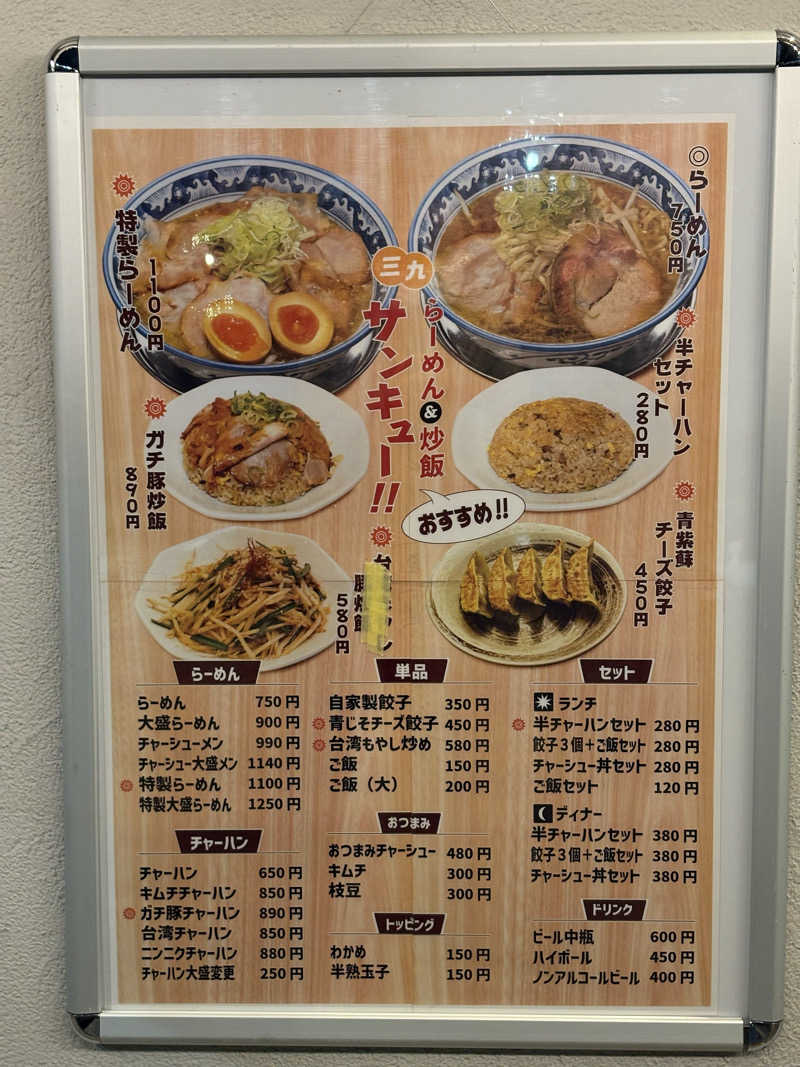 特製らーめん
1100円
三九
サンキュー!!
らーめん&炒飯
おすすめ!!
◎らーめん
750円
半チャーハン
セット
280円
ガチ豚炒飯
890円
青紫蘇
チーズ餃子
450円
580円
らーめん
らーめん 750円
大盛らーめん 900円
チャーシューメン 990円
チャーシュー大盛メン 1140円
特製らーめん 1100円
特製大盛らーめん 1250円
チャーハン
チャーハン 650円
キムチチャーハン 850円
ガチ豚チャーハン 890円
台湾チャーハン 850円
ニンニクチャーハン 880円
チャーハン大盛変更 250円
単品
自家製餃子 350円
青じそチーズ餃子 450円
台湾もやし炒め 580円
ご飯 150円
ご飯(大) 200円
おつまみ
おつまみチャーシュー 480円
キムチ 300円
枝豆 300円
トッピング
わかめ 150円
半熟玉子 150円
セット
ランチ
半チャーハンセット 280円
餃子3個+ご飯セット 280円
チャーシュー丼セット 280円
ご飯セット 120円
ディナー
半チャーハンセット 380円
餃子3個+ご飯セット 380円
チャーシュー丼セット 380円
ドリンク
ビール中瓶 600円
ハイボール 450円
ノンアルコールビール 400円